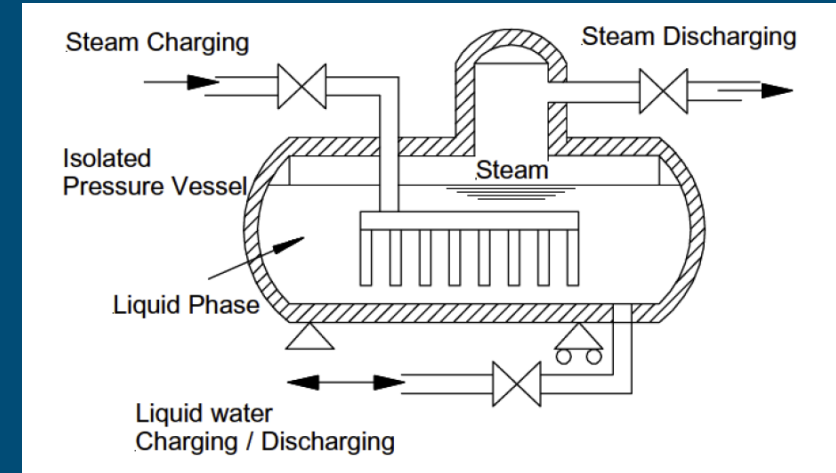 Steam Charging
Steam Discharging
Isolated
Pressure Vessel
Steam
Liquid Phase
Liquid water
Charging / Discharging